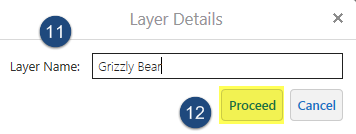 Layer Details ×
11
Layer Name: Grizzly Bear
12 Proceed Cancel